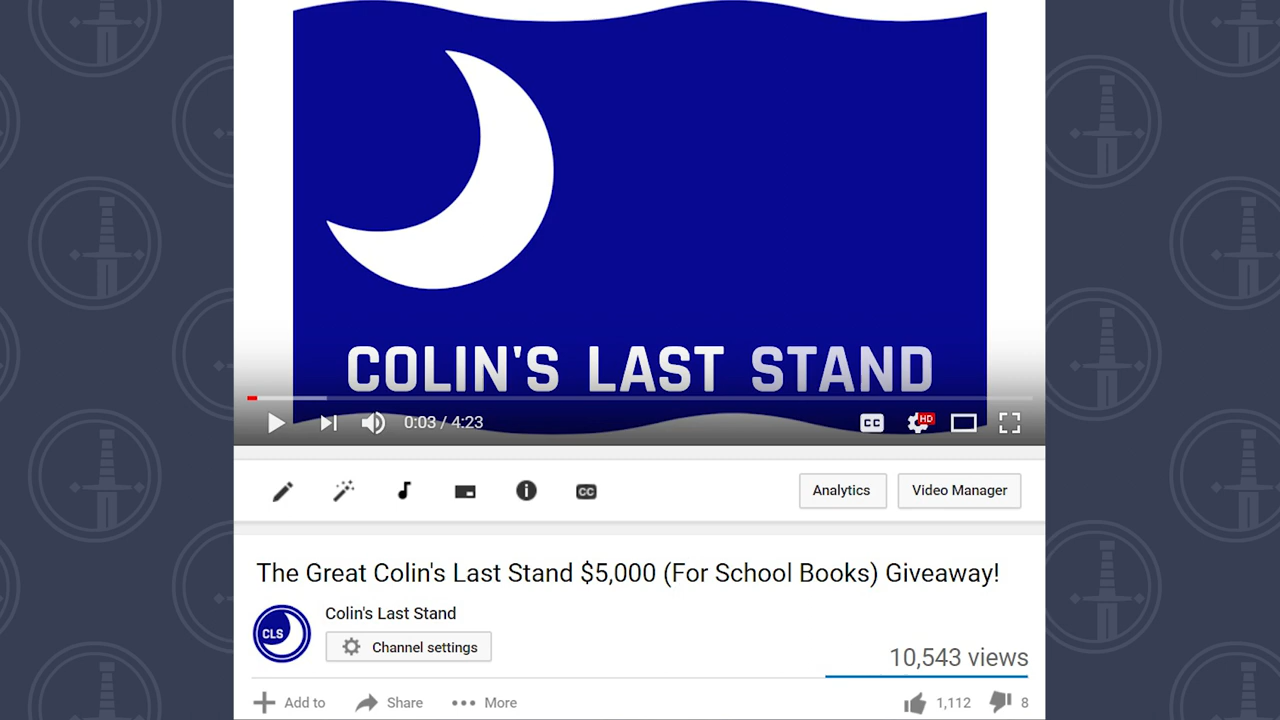 COLIN'S LAST STAND
0:03 / 4:23
CC
HD
CC
Analytics
Video Manager
The Great Colin's Last Stand $5,000 (For School Books) Giveaway!
CLS
Colin's Last Stand
Channel settings
10,543 views
Add to
Share
More
1,112
8